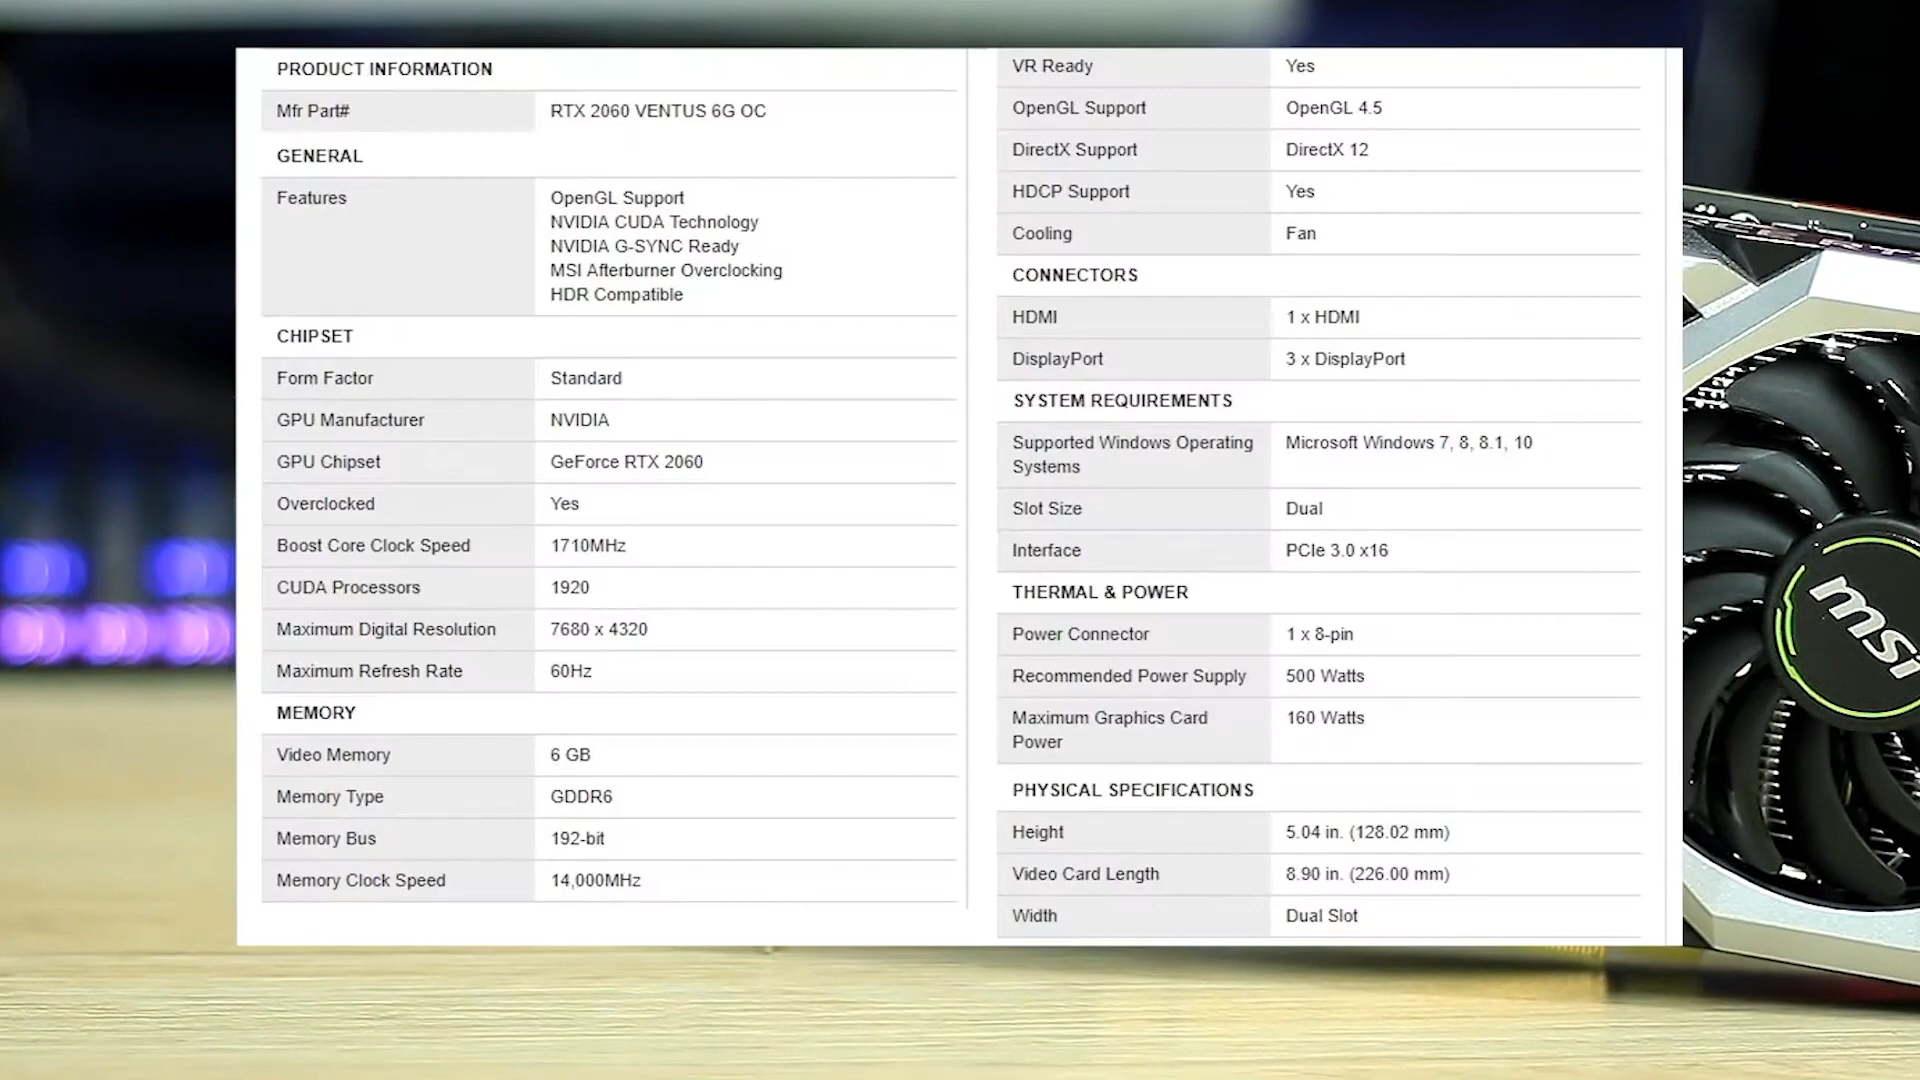 PRODUCT INFORMATION
Mfr Part# RTX 2060 VENTUS 6G OC
GENERAL
Features OpenGL Support
NVIDIA CUDA Technology
NVIDIA G-SYNC Ready
MSI Afterburner Overclocking
HDR Compatible
CHIPSET
Form Factor Standard
GPU Manufacturer NVIDIA
GPU Chipset GeForce RTX 2060
Overclocked Yes
Boost Core Clock Speed 1710MHz
CUDA Processors 1920
Maximum Digital Resolution 7680 x 4320
Maximum Refresh Rate 60Hz
MEMORY
Video Memory 6 GB
Memory Type GDDR6
Memory Bus 192-bit
Memory Clock Speed 14,000MHz
VR Ready Yes
OpenGL Support OpenGL 4.5
DirectX Support DirectX 12
HDCP Support Yes
Cooling Fan
CONNECTORS
HDMI 1 x HDMI
DisplayPort 3 x DisplayPort
SYSTEM REQUIREMENTS
Supported Windows Operating Microsoft Windows 7, 8, 8.1, 10
Systems
Slot Size Dual
Interface PCIe 3.0 x16
THERMAL & POWER
Power Connector 1 x 8-pin
Recommended Power Supply 500 Watts
Maximum Graphics Card 160 Watts
Power
PHYSICAL SPECIFICATIONS
Height 5.04 in. (128.02 mm)
Video Card Length 8.90 in. (226.00 mm)
Width Dual Slot
msi